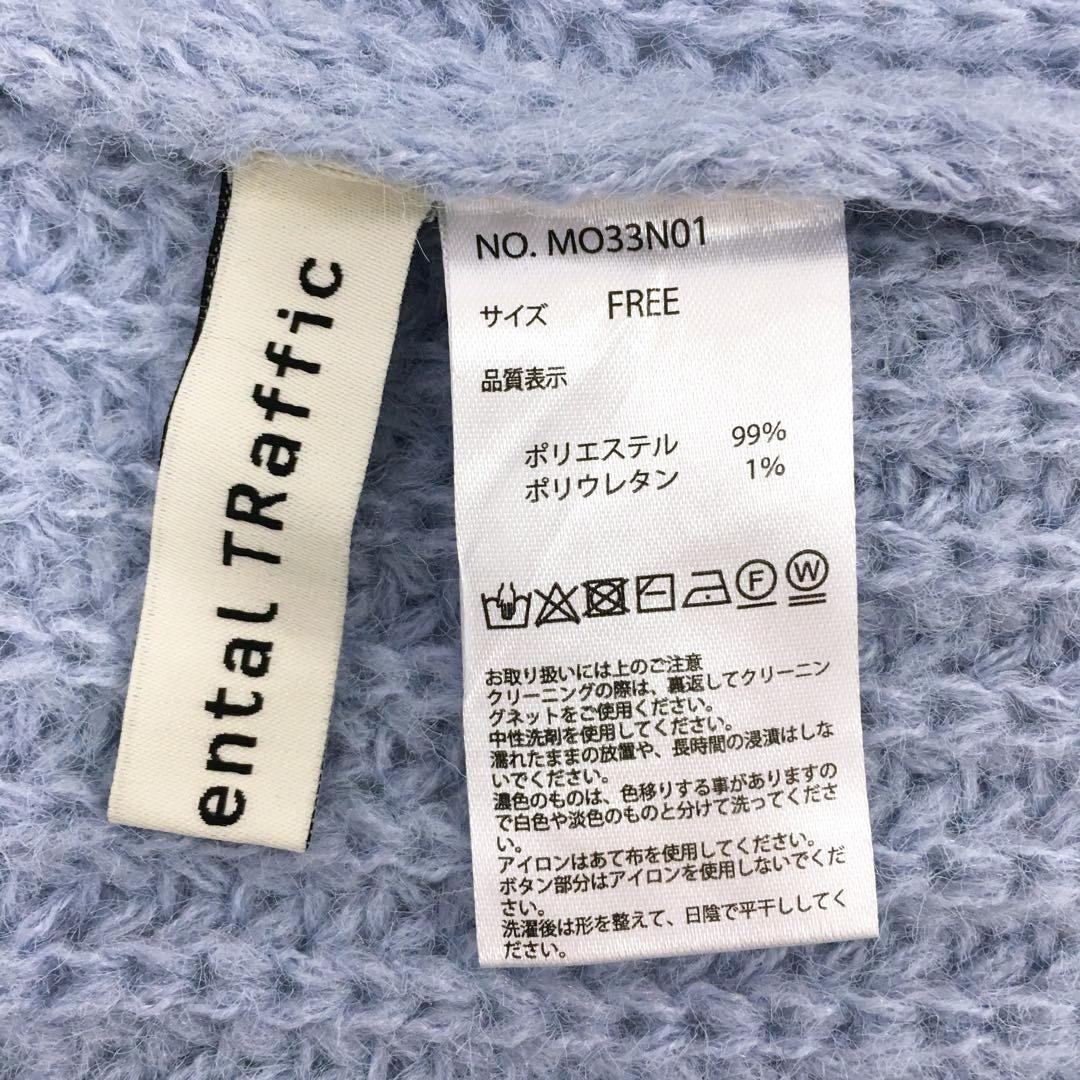 ental TRaffic
NO. MO33N01
サイズ FREE
品質表示
ポリエステル 99%
ポリウレタン 1%
F W
お取り扱いには上のご注意
クリーニングの際は、裏返してクリーニン
グネットをご使用ください。
中性洗剤を使用してください。
濡れたままの放置や、長時間の浸漬はしな
いでください。
濃色のものは、色移りする事がありますの
で白色や淡色のものと分けて洗ってくださ
い。
アイロンはあて布を使用してください。
ボタン部分はアイロンを使用しないでくだ
さい。
洗濯後は形を整えて、日陰で平干ししてく
ださい。